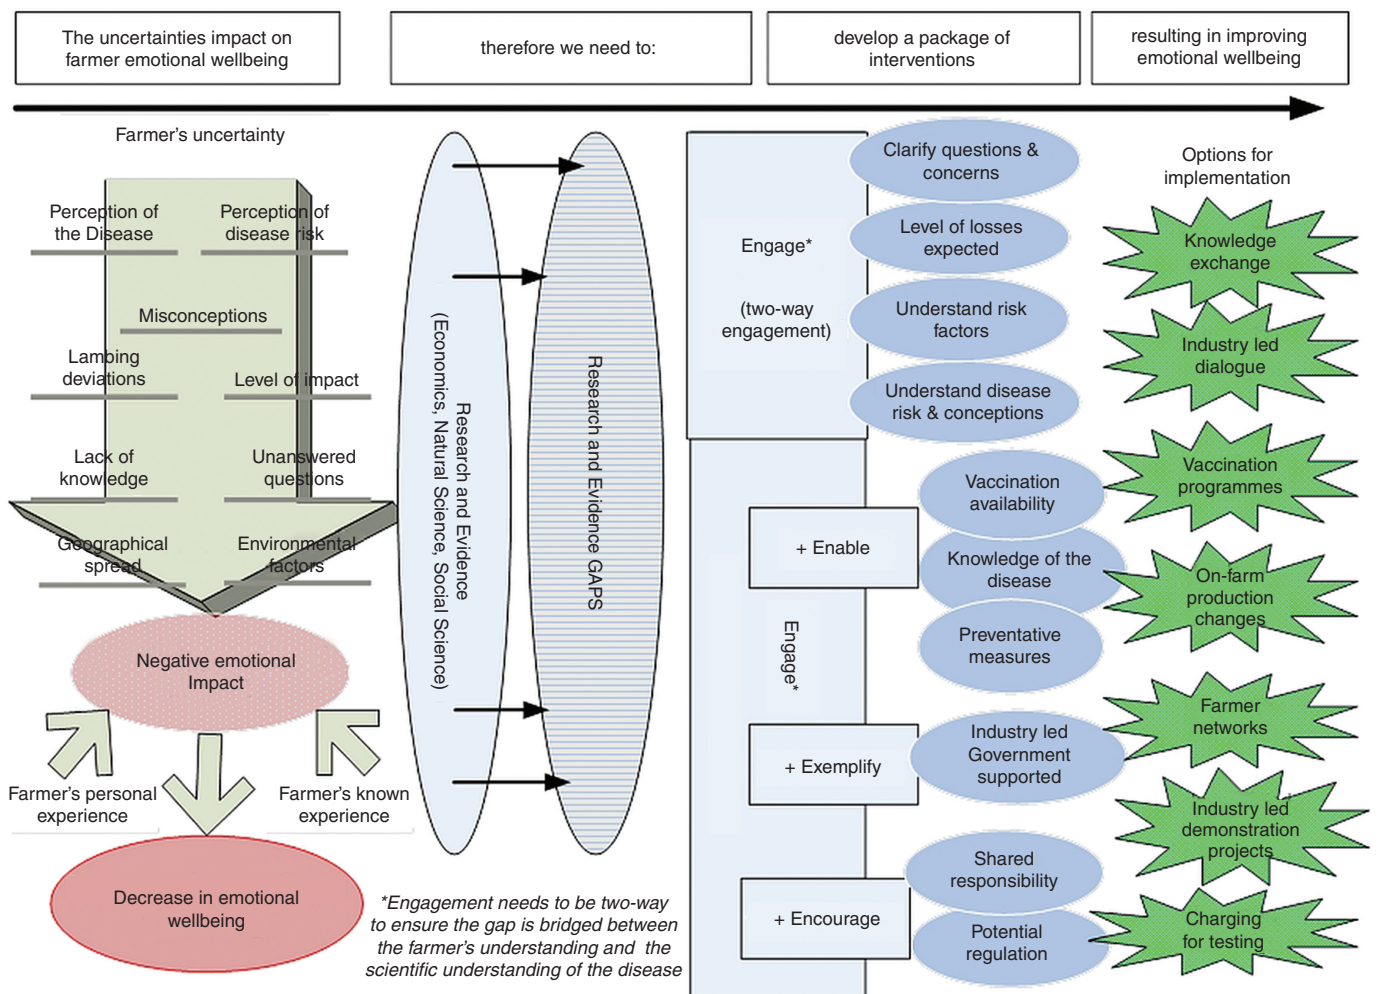 The uncertainties impact on
farmer emotional wellbeing
therefore we need to:
develop a package of
interventions
resulting in improving
emotional wellbeing
Farmer's uncertainty
Perception of
the Disease
Perception of
disease risk
Misconceptions
Lambing
deviations
Level of impact
Lack of
knowledge
Unanswered
questions
Geographical
spread
Environmental
factors
Negative emotional
Impact
Farmer's personal
experience
Farmer's known
experience
Decrease in emotional
wellbeing
Research and Evidence
(Economics, Natural Science, Social Science)
Research and Evidence GAPS
*Engagement needs to be two-way
to ensure the gap is bridged between
the farmer's understanding and the
scientific understanding of the disease
Engage*
(two-way
engagement)
Clarify questions &
concerns
Level of losses
expected
Understand risk
factors
Understand disease
risk & conceptions
Engage*
+ Enable
Vaccination
availability
Knowledge of the
disease
Preventative
measures
+ Exemplify
Industry led
Government
supported
+ Encourage
Shared
responsibility
Potential
regulation
Options for
implementation
Knowledge
exchange
Industry led
dialogue
Vaccination
programmes
On-farm
production
changes
Farmer
networks
Industry led
demonstration
projects
Charging
for testing